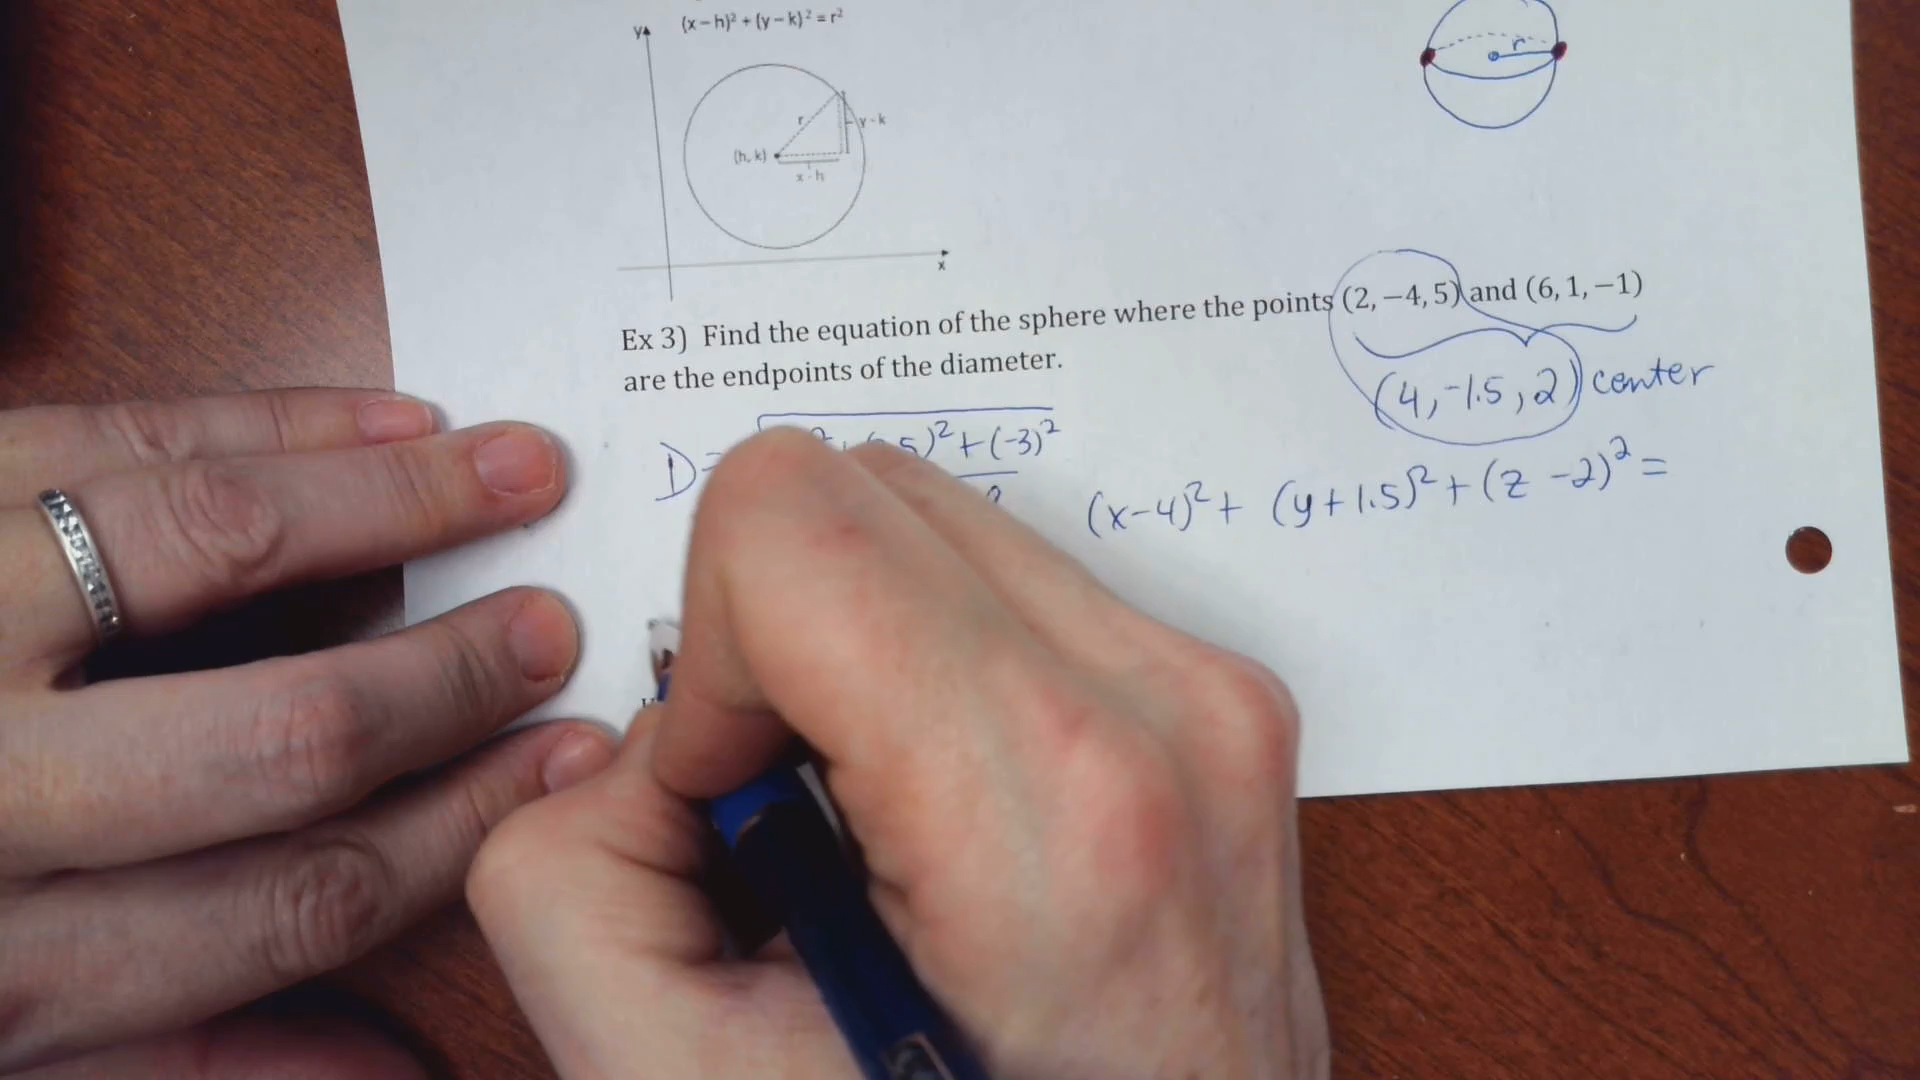 (x – h)² + (y – k)² = r²
y
r
r
y - k
(h, k)
x - h
x
Ex 3) Find the equation of the sphere where the points (2, −4, 5) and (6, 1, −1)
are the endpoints of the diameter.
(4, -1.5, 2) center
D = ² + 5)² + (-3)²
(x-4)² + (y+1.5)² + (z -2)² =